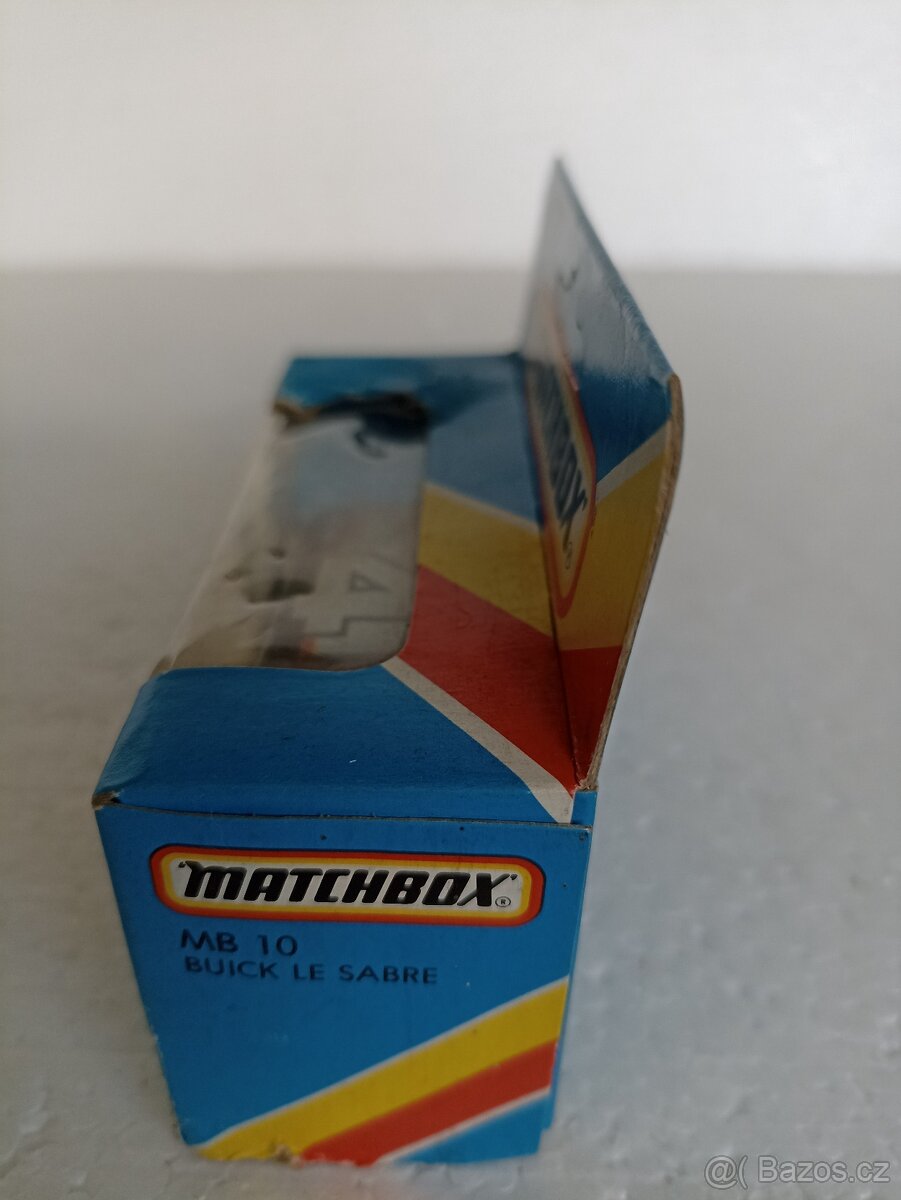 MATCHBOX
"MATCHBOX"®
MB 10
BUICK LE SABRE
@( Bazos.cz